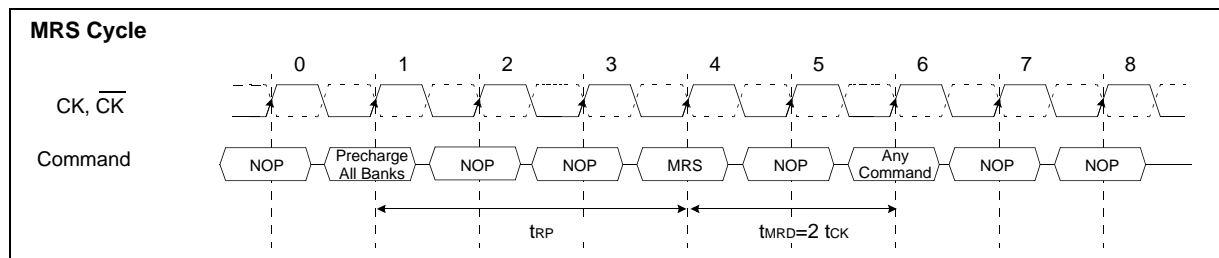 MRS Cycle
0 1 2 3 4 5 6 7 8
CK, C̅K̅
Command
NOP Precharge All Banks NOP NOP MRS NOP Any Command NOP NOP
tRP tMRD=2 tCK